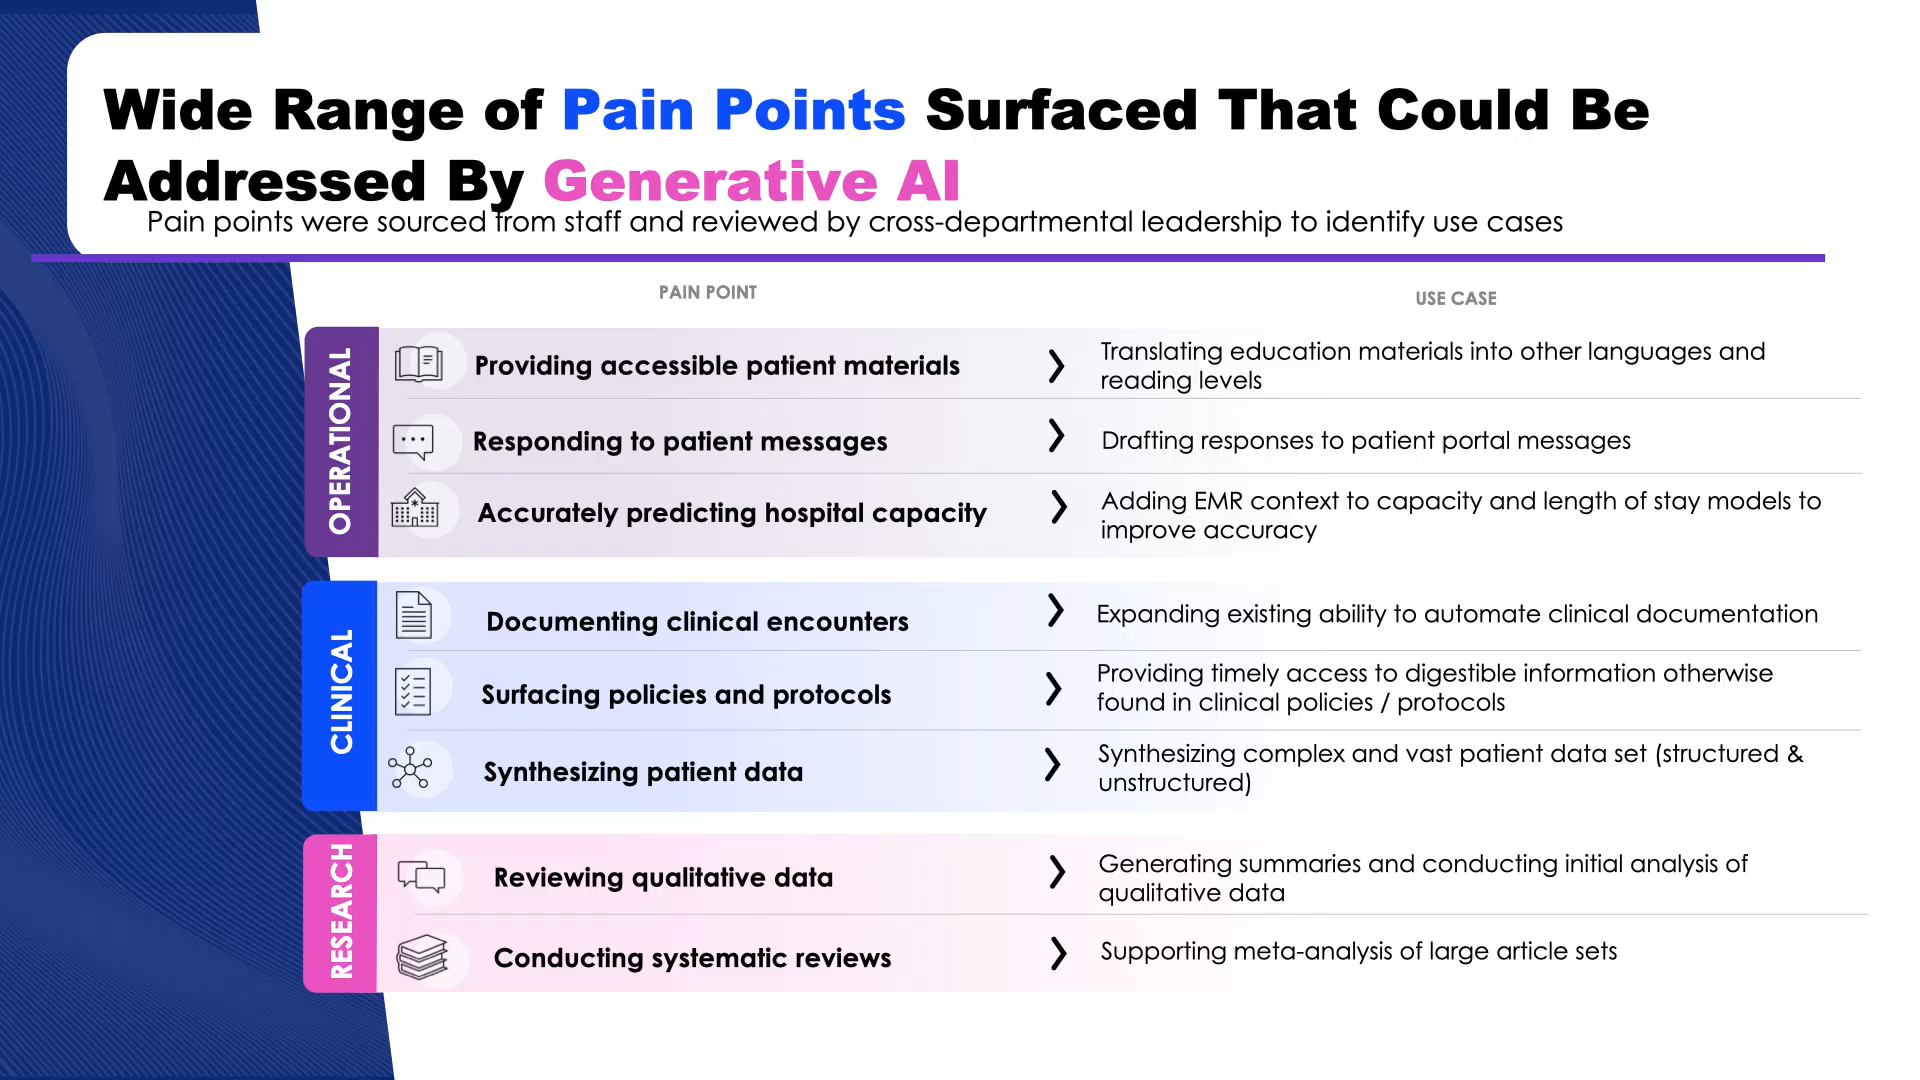 Wide Range of Pain Points Surfaced That Could Be
Addressed By Generative AI
Pain points were sourced from staff and reviewed by cross-departmental leadership to identify use cases
PAIN POINT
USE CASE
OPERATIONAL
Providing accessible patient materials
Translating education materials into other languages and
reading levels
Responding to patient messages
Drafting responses to patient portal messages
Accurately predicting hospital capacity
Adding EMR context to capacity and length of stay models to
improve accuracy
CLINICAL
Documenting clinical encounters
Expanding existing ability to automate clinical documentation
Surfacing policies and protocols
Providing timely access to digestible information otherwise
found in clinical policies / protocols
Synthesizing patient data
Synthesizing complex and vast patient data set (structured &
unstructured)
RESEARCH
Reviewing qualitative data
Generating summaries and conducting initial analysis of
qualitative data
Conducting systematic reviews
Supporting meta-analysis of large article sets